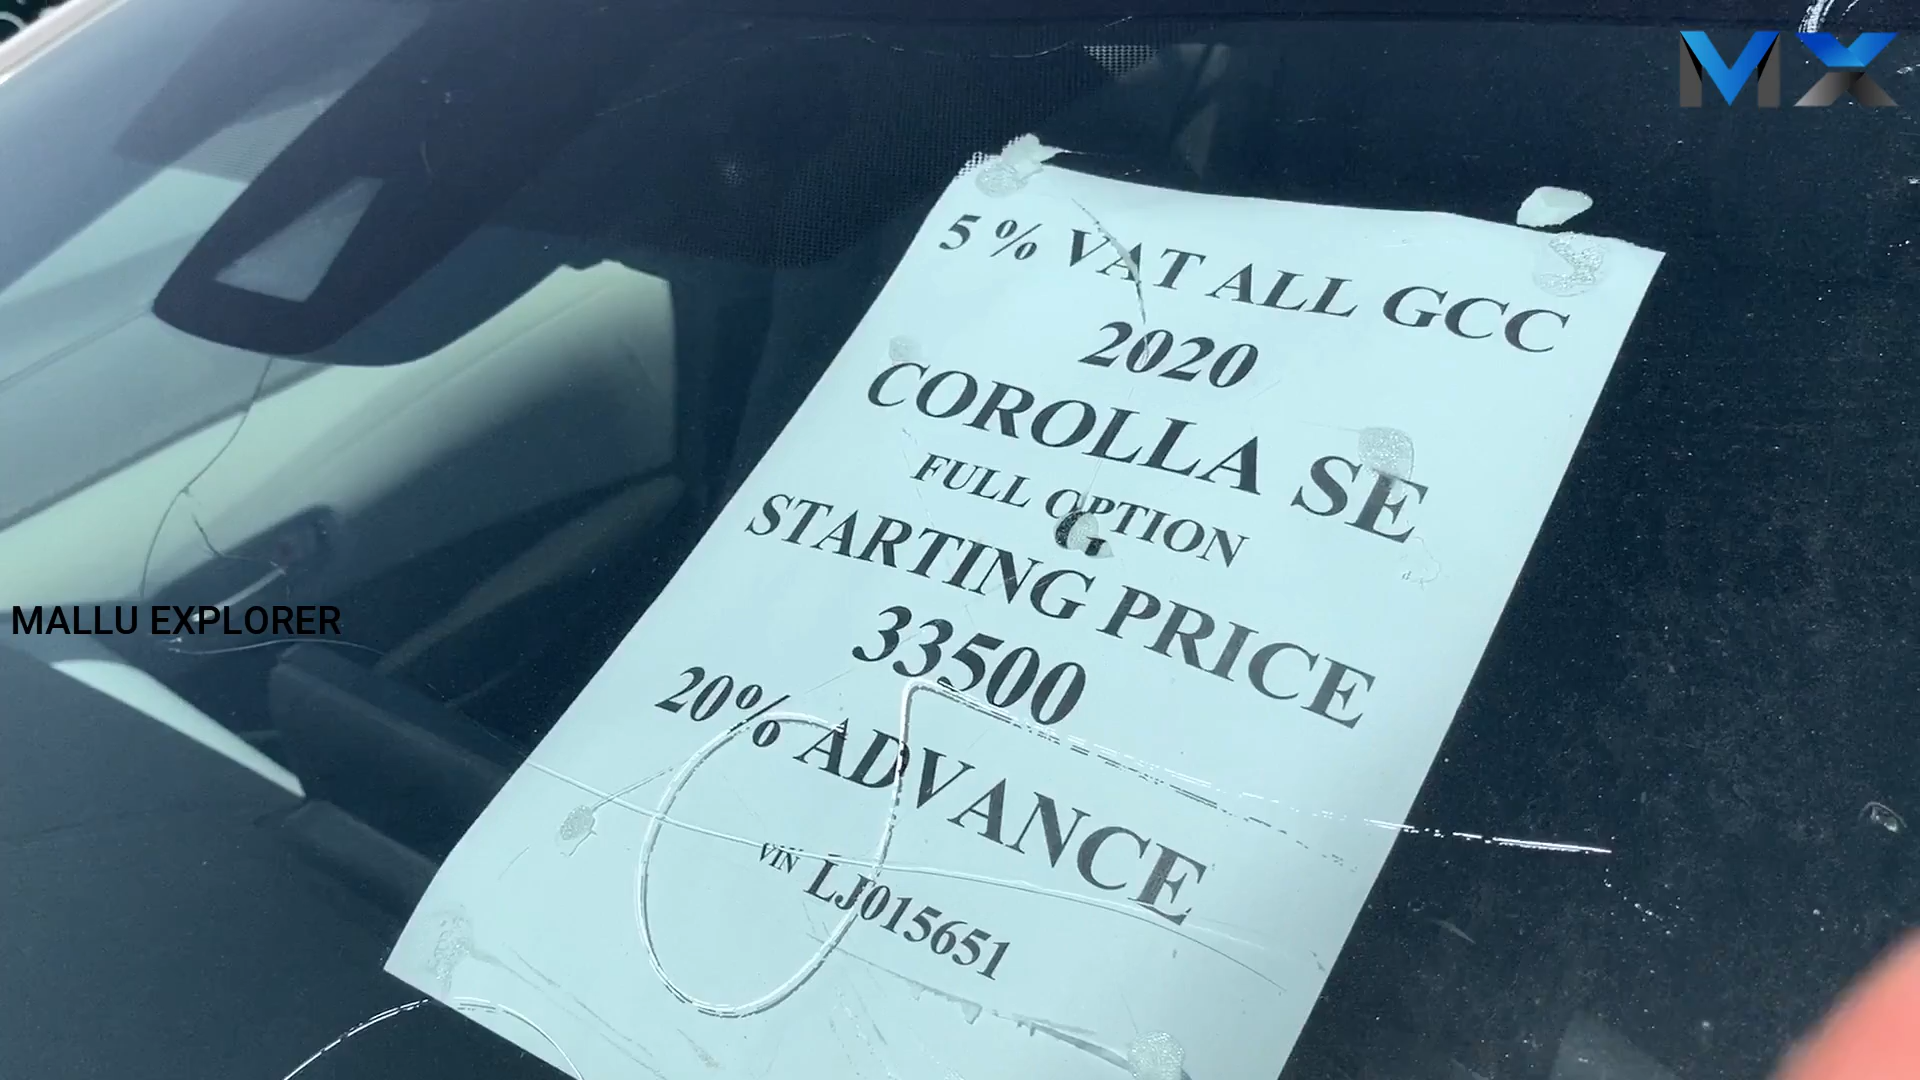 MX
5 % VAT ALL GCC
2020
COROLLA SE
FULL OPTION
G
STARTING PRICE
33500
20% ADVANCE
VIN LJ015651
MALLU EXPLORER